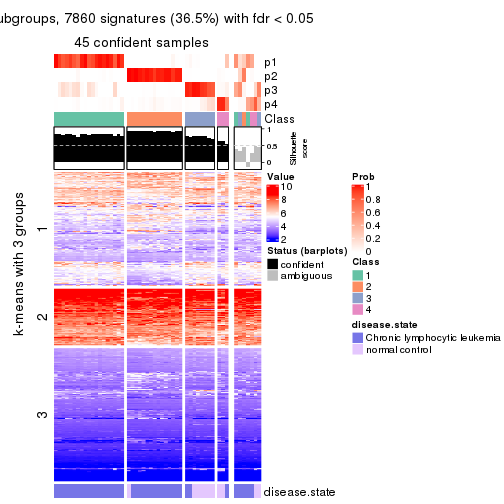 ubgroups, 7860 signatures (36.5%) with fdr < 0.05
45 confident samples
p1
p2
p3
p4
Class
1
0.5
0
Silhouette
score
k-means with 3 groups
1
2
3
disease.state
Value
10
8
6
4
2
Status (barplots)
confident
ambiguous
Prob
1
0.8
0.6
0.4
0.2
0
Class
1
2
3
4
disease.state
Chronic lymphocytic leukemia
normal control